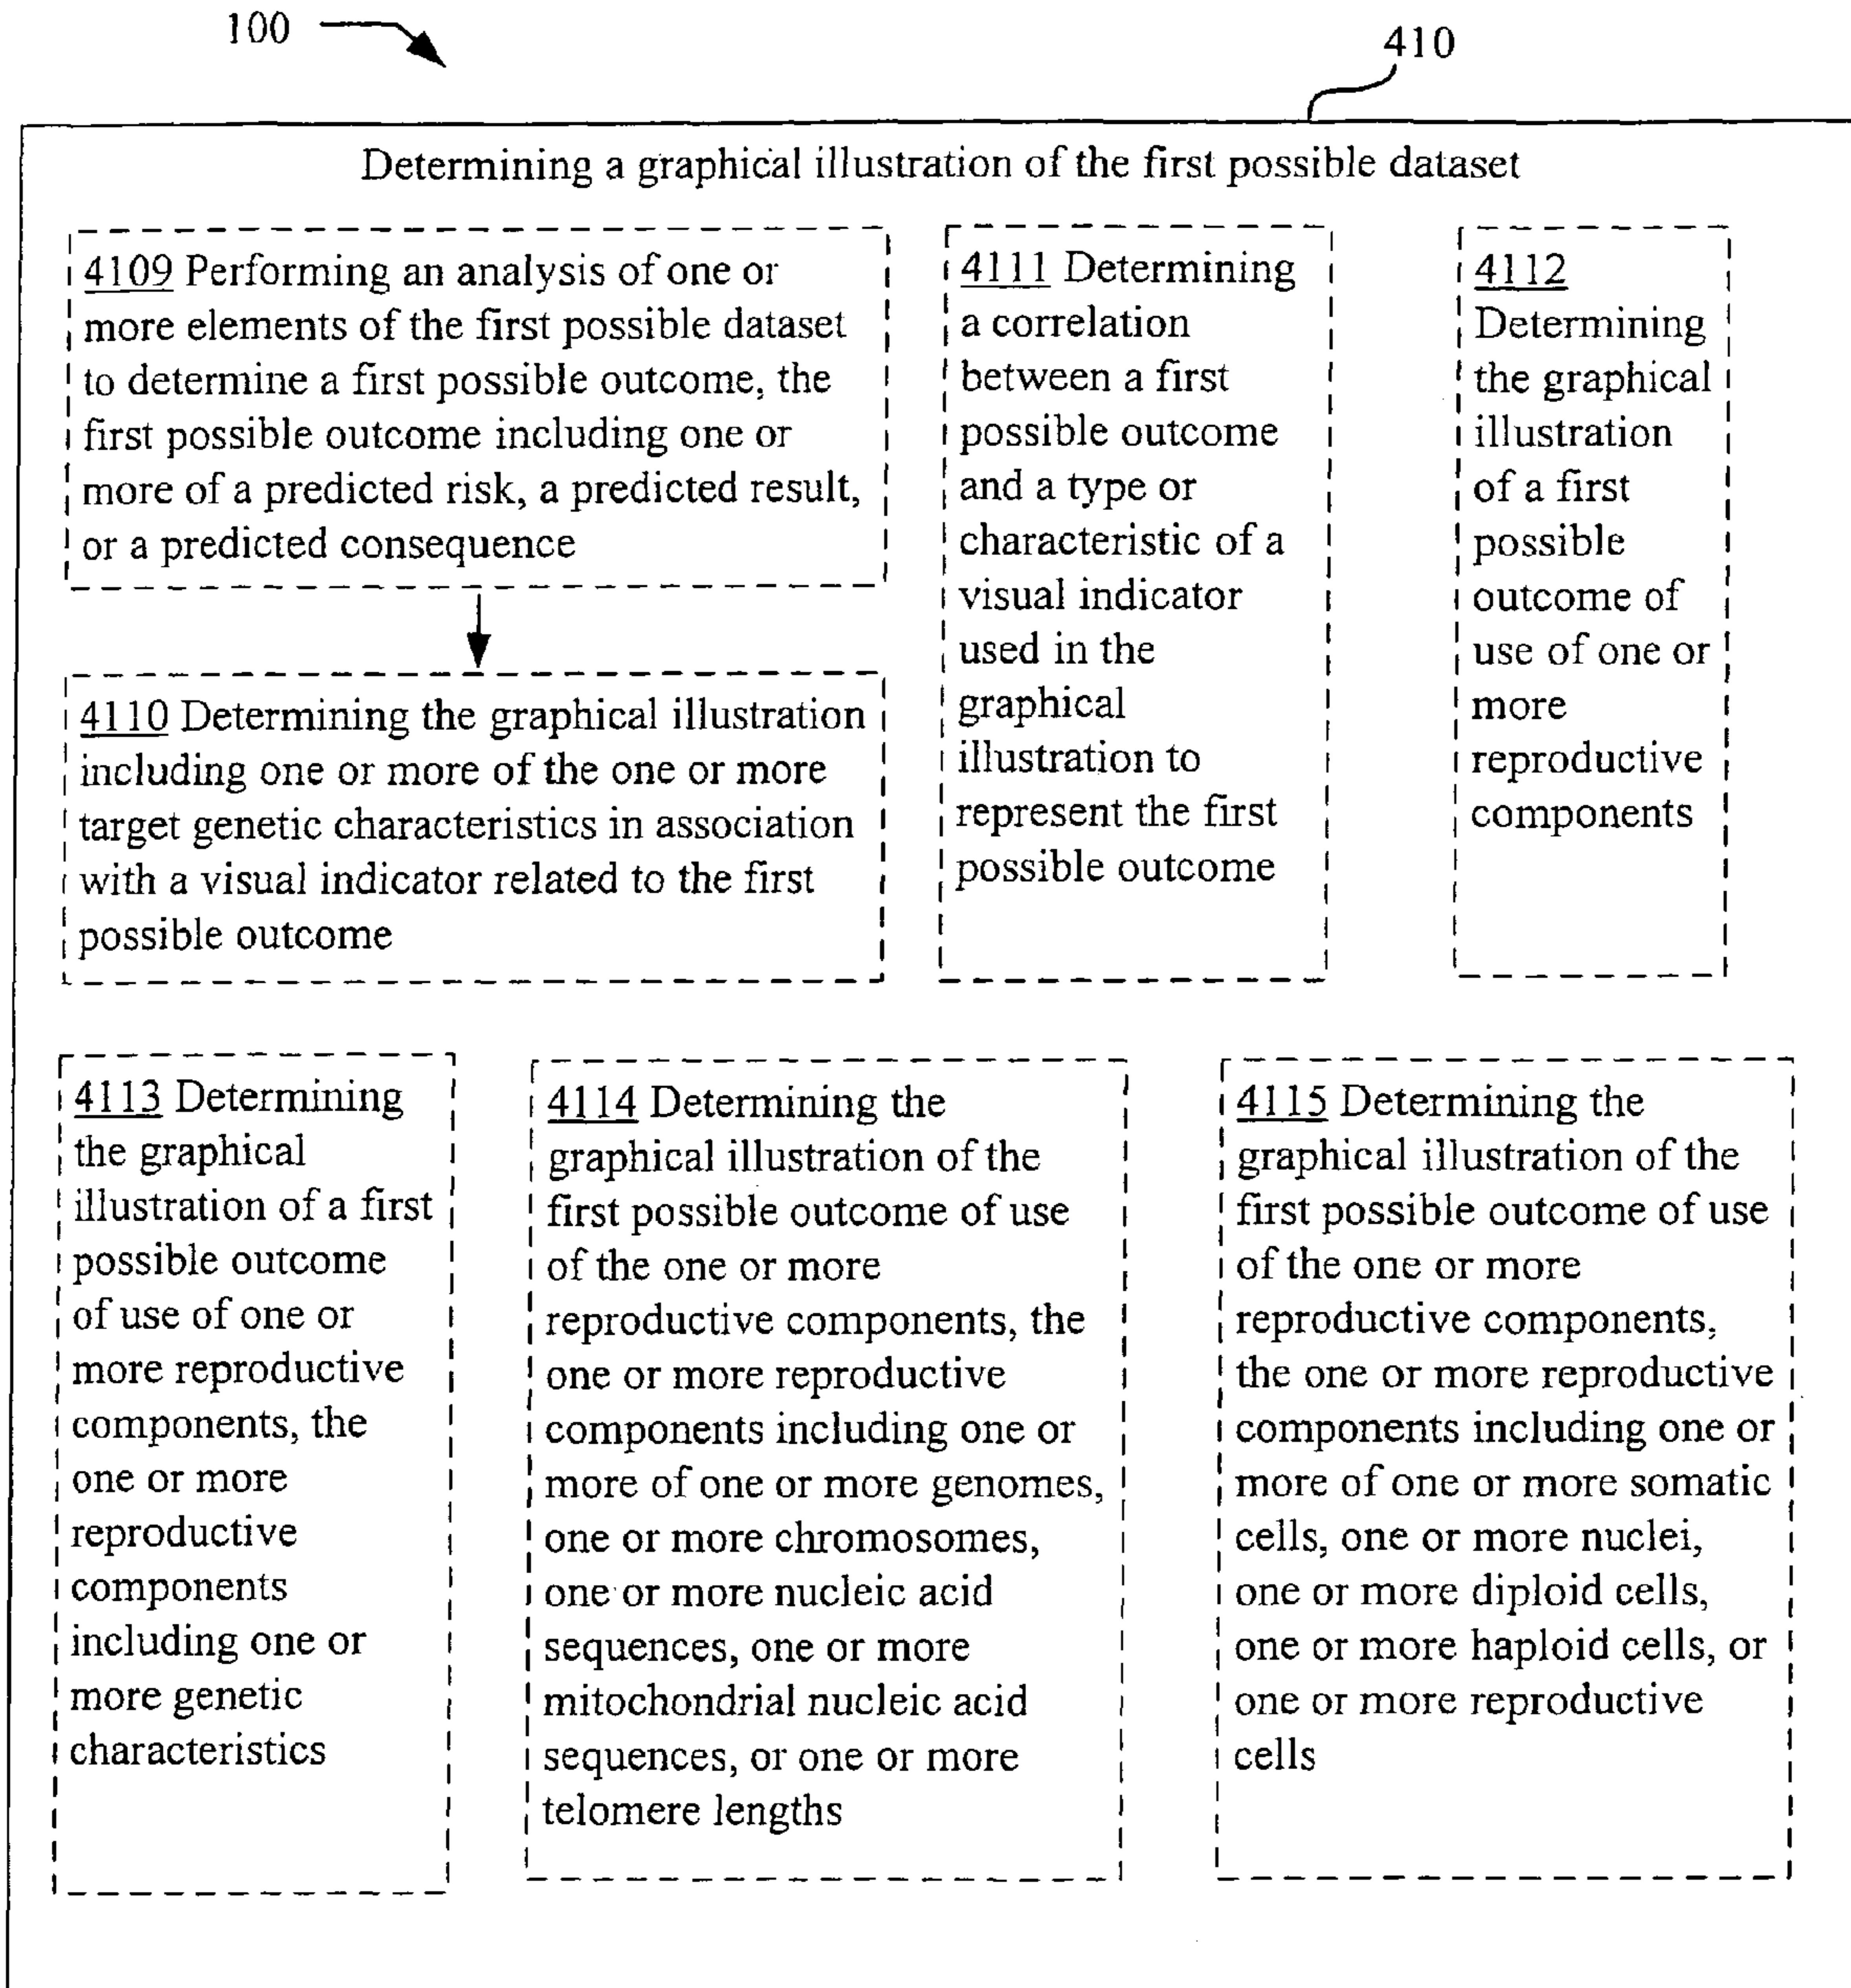 100
410
Determining a graphical illustration of the first possible dataset
4109 Performing an analysis of one or
more elements of the first possible dataset
to determine a first possible outcome, the
first possible outcome including one or
more of a predicted risk, a predicted result,
or a predicted consequence
4110 Determining the graphical illustration
including one or more of the one or more
target genetic characteristics in association
with a visual indicator related to the first
possible outcome
4111 Determining
a correlation
between a first
possible outcome
and a type or
characteristic of a
visual indicator
used in the
graphical
illustration to
represent the first
possible outcome
4112
Determining
the graphical
illustration
of a first
possible
outcome of
use of one or
more
reproductive
components
4113 Determining
the graphical
illustration of a first
possible outcome
of use of one or
more reproductive
components, the
one or more
reproductive
components
including one or
more genetic
characteristics
4114 Determining the
graphical illustration of the
first possible outcome of use
of the one or more
reproductive components, the
one or more reproductive
components including one or
more of one or more genomes,
one or more chromosomes,
one or more nucleic acid
sequences, one or more
mitochondrial nucleic acid
sequences, or one or more
telomere lengths
4115 Determining the
graphical illustration of the
first possible outcome of use
of the one or more
reproductive components,
the one or more reproductive
components including one or
more of one or more somatic
cells, one or more nuclei,
one or more diploid cells,
one or more haploid cells, or
one or more reproductive
cells